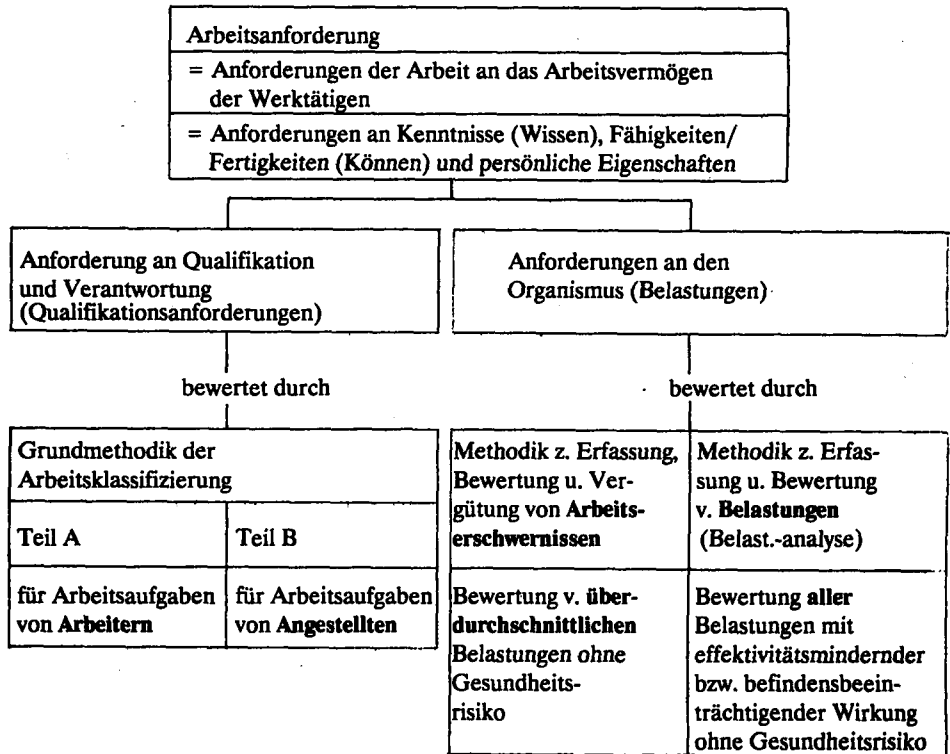 Arbeitsanforderung
= Anforderungen der Arbeit an das Arbeitsvermögen
der Werktätigen
= Anforderungen an Kenntnisse (Wissen), Fähigkeiten/
Fertigkeiten (Können) und persönliche Eigenschaften
Anforderung an Qualifikation
und Verantwortung
(Qualifikationsanforderungen)
Anforderungen an den
Organismus (Belastungen)
bewertet durch
bewertet durch
Grundmethodik der
Arbeitsklassifizierung
Teil A
Teil B
für Arbeitsaufgaben
von Arbeitern
für Arbeitsaufgaben
von Angestellten
Methodik z. Erfassung,
Bewertung u. Ver-
gütung von Arbeits-
erschwernissen
Methodik z. Erfas-
sung u. Bewertung
v. Belastungen
(Belast.-analyse)
Bewertung v. über-
durchschnittlichen
Belastungen ohne
Gesundheits-
risiko
Bewertung aller
Belastungen mit
effektivitätsmindernder
bzw. befindensbeein-
trächtigender Wirkung
ohne Gesundheitsrisiko